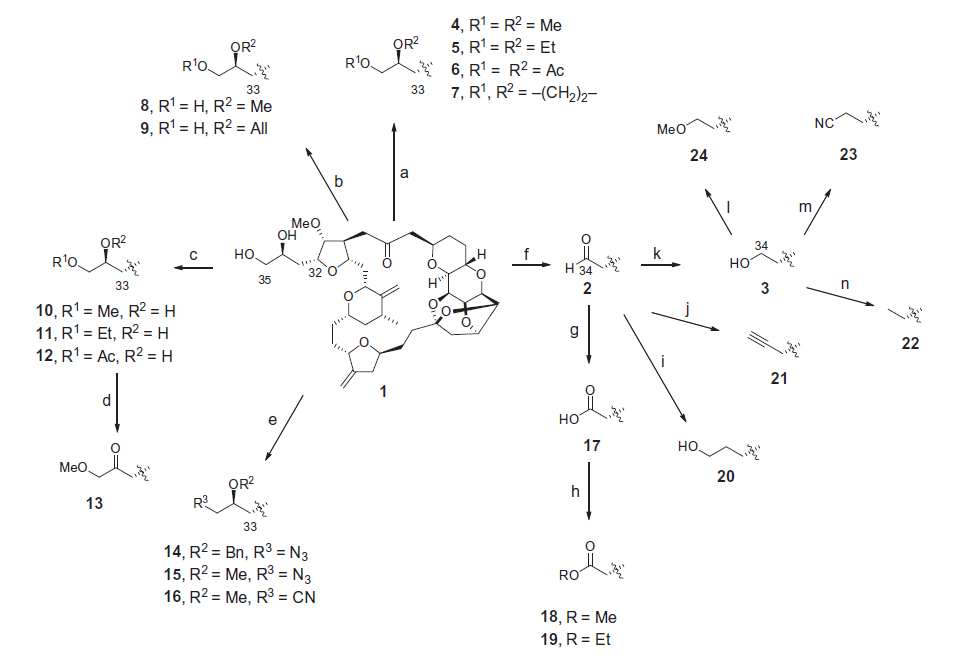 OR²
R¹O
33
8, R¹ = H, R² = Me
9, R¹ = H, R² = All
OR²
R¹O
33
4, R¹ = R² = Me
5, R¹ = R² = Et
6, R¹ = R² = Ac
7, R¹, R² = –(CH₂)₂–
MeO
24
NC
23
b
a
l
m
OR²
R¹O
33
10, R¹ = Me, R² = H
11, R¹ = Et, R² = H
12, R¹ = Ac, R² = H
c
MeO
OH
HO
35
32
O
O
O
O
O
H
H
O
O
O
O
1
f
O
H
34
2
k
34
HO
3
n
22
g
j
21
i
HO
20
d
O
MeO
13
e
OR²
R³
33
14, R² = Bn, R³ = N₃
15, R² = Me, R³ = N₃
16, R² = Me, R³ = CN
O
HO
17
h
O
RO
18, R = Me
19, R = Et